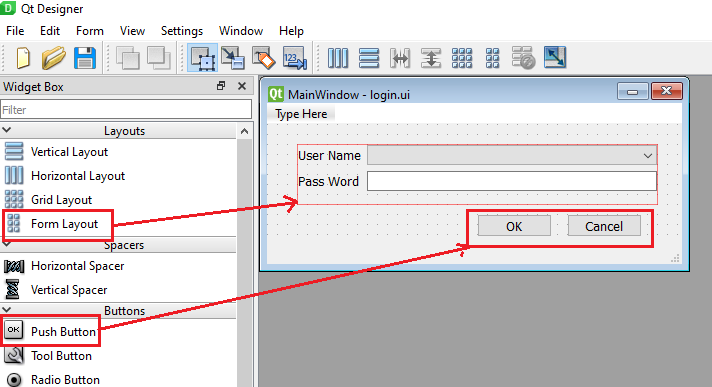 D Qt Designer
File Edit Form View Settings Window Help
123
Widget Box
Filter
Layouts
Vertical Layout
Horizontal Layout
Grid Layout
Form Layout
Spacers
Horizontal Spacer
Vertical Spacer
Buttons
OK Push Button
Tool Button
Radio Button
Qt MainWindow - login.ui
Type Here
User Name
Pass Word
OK Cancel